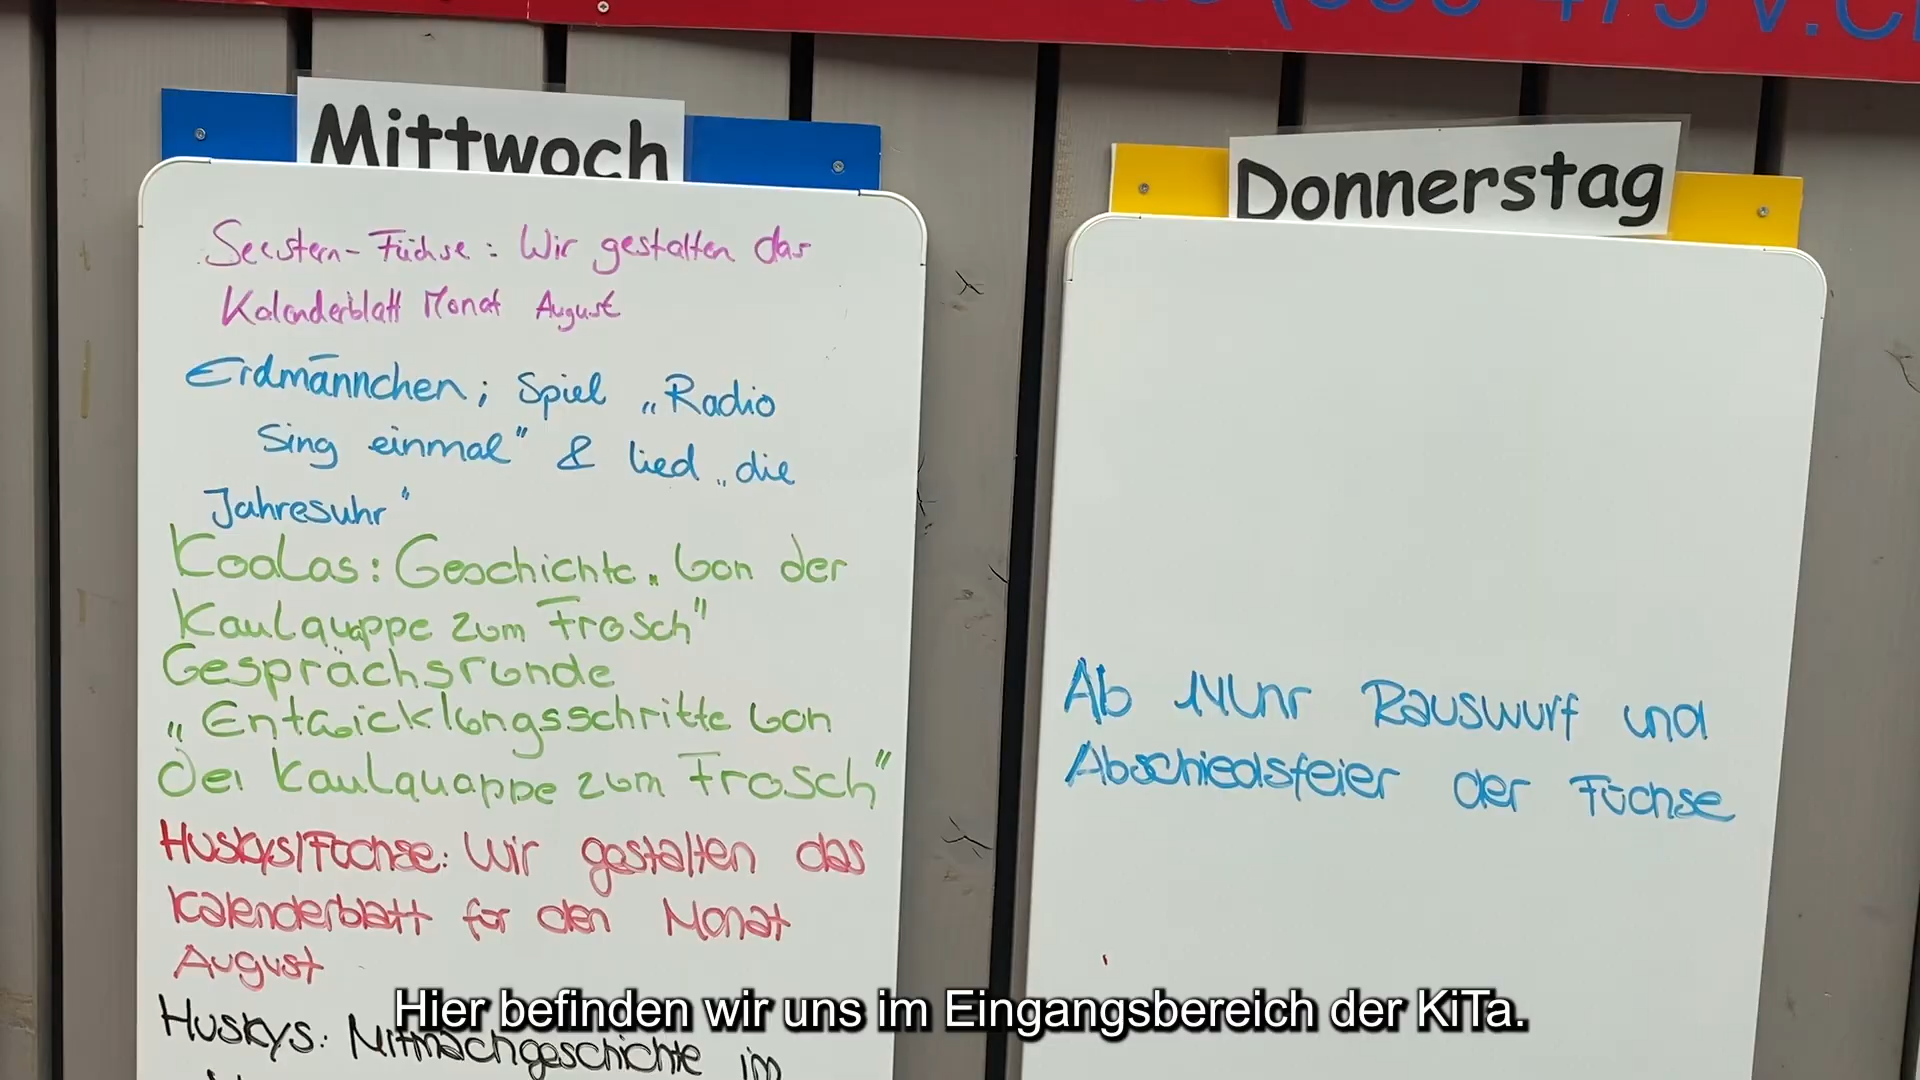 Mittwoch
Seestern-Füchse: Wir gestalten das
Kalenderblatt Monat August
Erdmännchen; Spiel „Radio
Sing einmal" & lied „die
Jahresuhr"
Koalas: Geschichte „Von der
Kaulquappe zum Frosch"
Gesprächsrunde
„Entwicklungsschritte von
der Kaulquappe zum Frosch"
Huskys/Füchse: Wir gestalten das
Kalenderblatt für den Monat
August
Huskys: Mitmachgeschichte im
Donnerstag
Ab 14Uhr Rauswurf und
Abschiedsfeier der Füchse
Hier befinden wir uns im Eingangsbereich der KiTa.